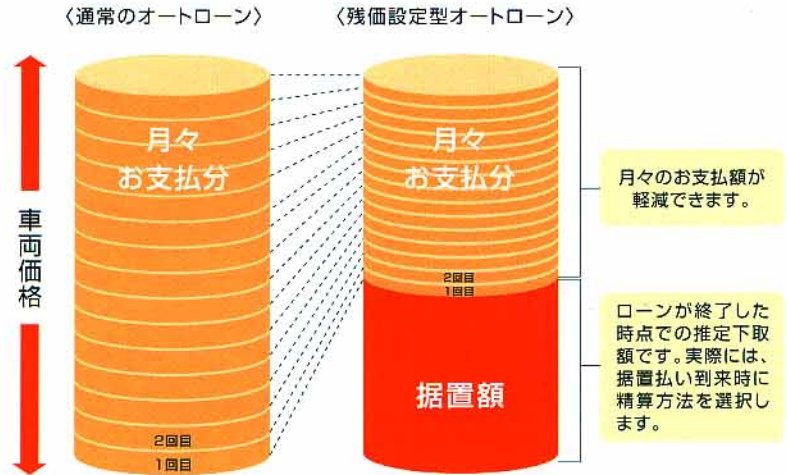 〈通常のオートローン〉
〈残価設定型オートローン〉
車両価格
月々
お支払分
2回目
1回目
月々
お支払分
2回目
1回目
据置額
月々のお支払額が
軽減できます。
ローンが終了した
時点での推定下取
額です。実際には、
据置払い到来時に
精算方法を選択し
ます。